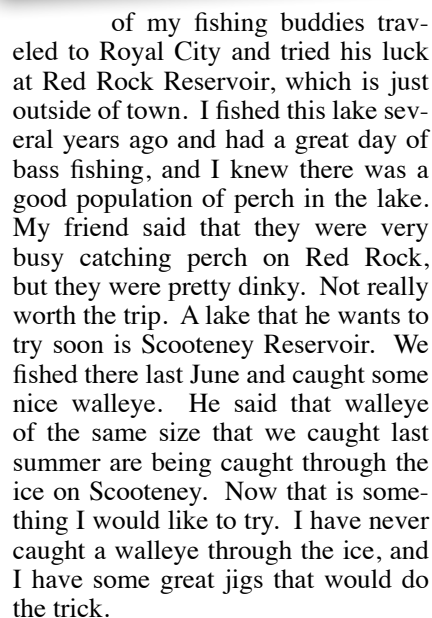 of my fishing buddies trav-
eled to Royal City and tried his luck
at Red Rock Reservoir, which is just
outside of town. I fished this lake sev-
eral years ago and had a great day of
bass fishing, and I knew there was a
good population of perch in the lake.
My friend said that they were very
busy catching perch on Red Rock,
but they were pretty dinky. Not really
worth the trip. A lake that he wants to
try soon is Scooteney Reservoir. We
fished there last June and caught some
nice walleye. He said that walleye
of the same size that we caught last
summer are being caught through the
ice on Scooteney. Now that is some-
thing I would like to try. I have never
caught a walleye through the ice, and
I have some great jigs that would do
the trick.